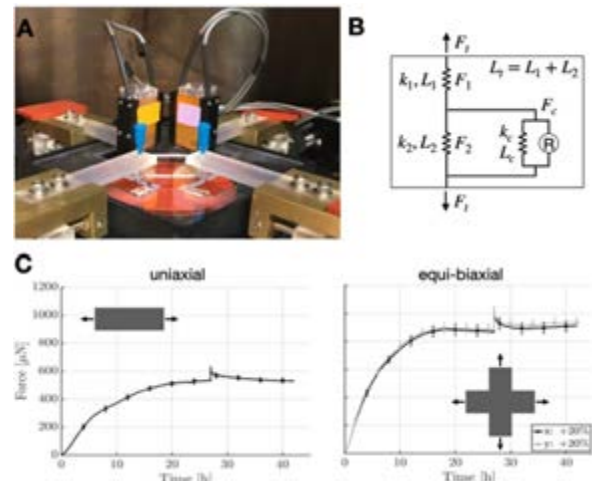 A
B
F_t
k_1, L_1
F_1
L_t = L_1 + L_2
F_c
k_2, L_2
F_2
k_c
L_c
R
F_t
C
uniaxial
equi-biaxial
1200
1000
800
600
400
200
0
Force [μN]
0 10 20 30 40
Time [h]
0 10 20 30 40
Time [h]
x: +20%
y: +20%